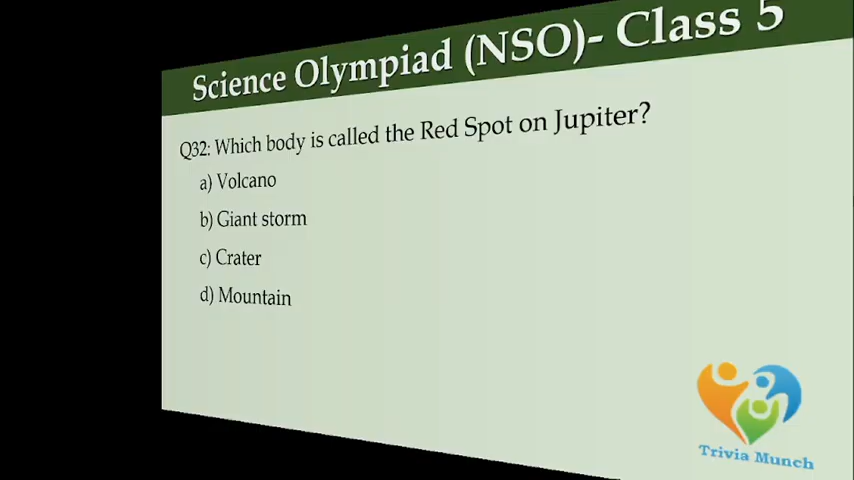 Science Olympiad (NSO)- Class 5
Q32: Which body is called the Red Spot on Jupiter?
a) Volcano
b) Giant storm
c) Crater
d) Mountain
Trivia Munch